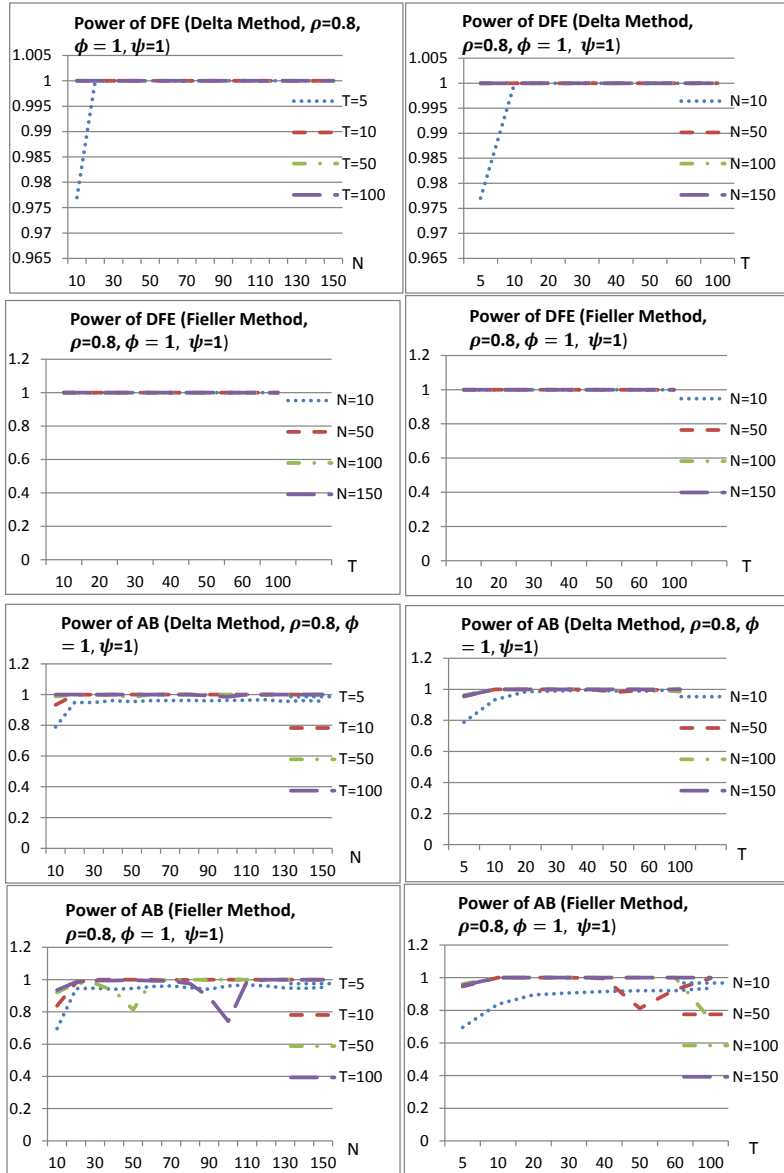 Power of DFE (Delta Method, ρ=0.8,
ϕ = 1, ψ=1)
1.005
1
0.995
0.99
0.985
0.98
0.975
0.97
0.965
10 30 50 70 90 110 130 150
N
T=5
T=10
T=50
T=100
Power of DFE (Delta Method,
ρ=0.8, ϕ = 1, ψ=1)
1.005
1
0.995
0.99
0.985
0.98
0.975
0.97
0.965
5 10 20 30 40 50 60 100
T
N=10
N=50
N=100
N=150
Power of DFE (Fieller Method,
ρ=0.8, ϕ = 1, ψ=1)
1.2
1
0.8
0.6
0.4
0.2
0
10 20 30 40 50 60 100
T
N=10
N=50
N=100
N=150
Power of DFE (Fieller Method,
ρ=0.8, ϕ = 1, ψ=1)
1.2
1
0.8
0.6
0.4
0.2
0
10 20 30 40 50 60 100
T
N=10
N=50
N=100
N=150
Power of AB (Delta Method, ρ=0.8, ϕ
= 1, ψ=1)
1.2
1
0.8
0.6
0.4
0.2
0
10 30 50 70 90 110 130 150
N
T=5
T=10
T=50
T=100
Power of AB (Delta Method, ρ=0.8, ϕ
= 1, ψ=1)
1.2
1
0.8
0.6
0.4
0.2
0
5 10 20 30 40 50 60 100
T
N=10
N=50
N=100
N=150
Power of AB (Fieller Method,
ρ=0.8, ϕ = 1, ψ=1)
1.2
1
0.8
0.6
0.4
0.2
0
10 30 50 70 90 110 130 150
N
T=5
T=10
T=50
T=100
Power of AB (Fieller Method,
ρ=0.8, ϕ = 1, ψ=1)
1.2
1
0.8
0.6
0.4
0.2
0
5 10 20 30 40 50 60 100
T
N=10
N=50
N=100
N=150